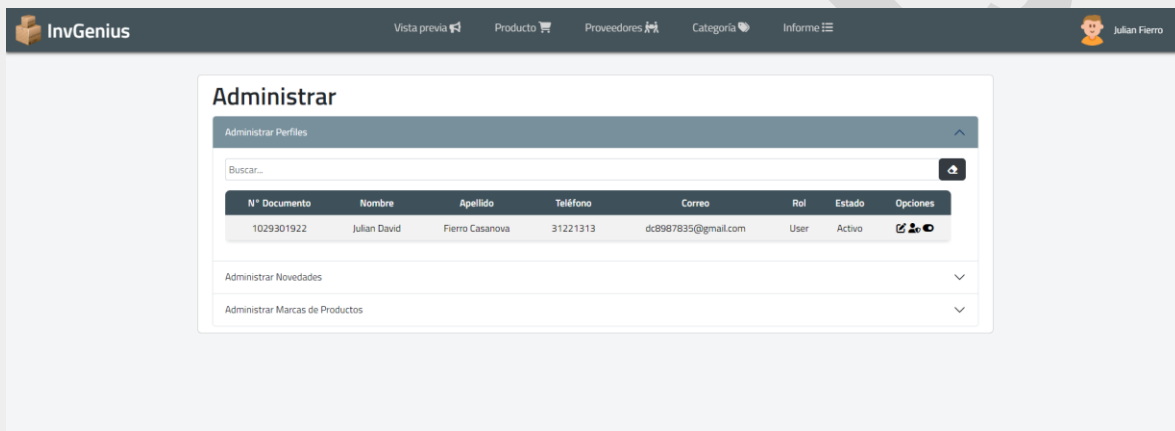 InvGenius Vista previa Producto Proveedores Categoría Informe Julian Fierro
Administrar
Administrar Perfiles
Buscar...
N° Documento Nombre Apellido Teléfono Correo Rol Estado Opciones
1029301922 Julian David Fierro Casanova 31221313 dc8987835@gmail.com User Activo
Administrar Novedades
Administrar Marcas de Productos